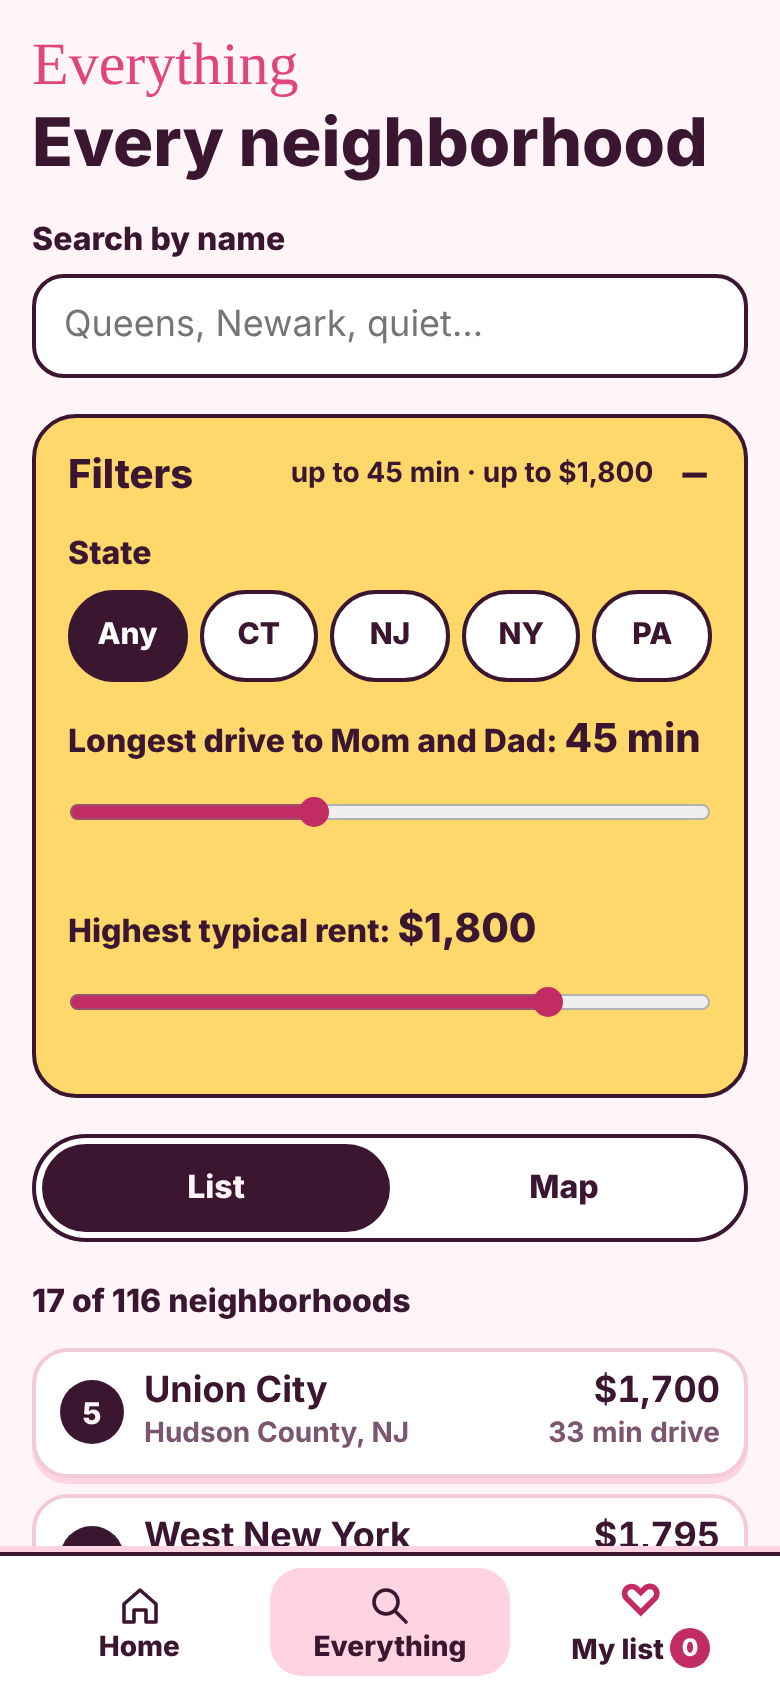 Everything
Every neighborhood
Search by name
Queens, Newark, quiet...
Filters up to 45 min · up to $1,800 –
State
Any CT NJ NY PA
Longest drive to Mom and Dad: 45 min
Highest typical rent: $1,800
List Map
17 of 116 neighborhoods
5 Union City $1,700
Hudson County, NJ 33 min drive
West New York $1,795
Home Everything My list 0